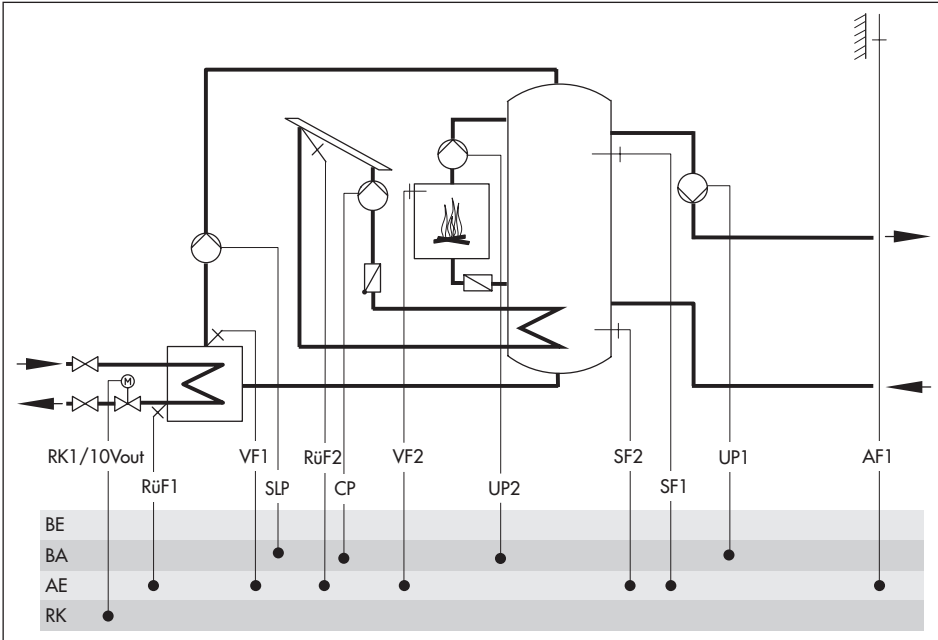 M
RK1/10Vout VF1 RüF2 VF2 SF2 UP1 AF1
RüF1 SLP CP UP2 SF1
BE
BA
AE
RK